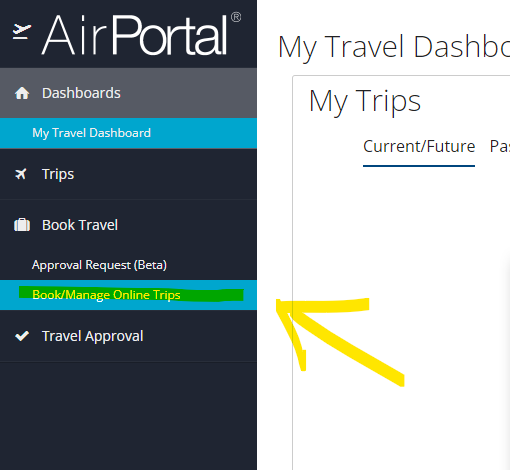 AirPortal®
Dashboards
My Travel Dashboard
Trips
Book Travel
Approval Request (Beta)
Book/Manage Online Trips
Travel Approval
My Travel Dashbo
My Trips
Current/Future Pas